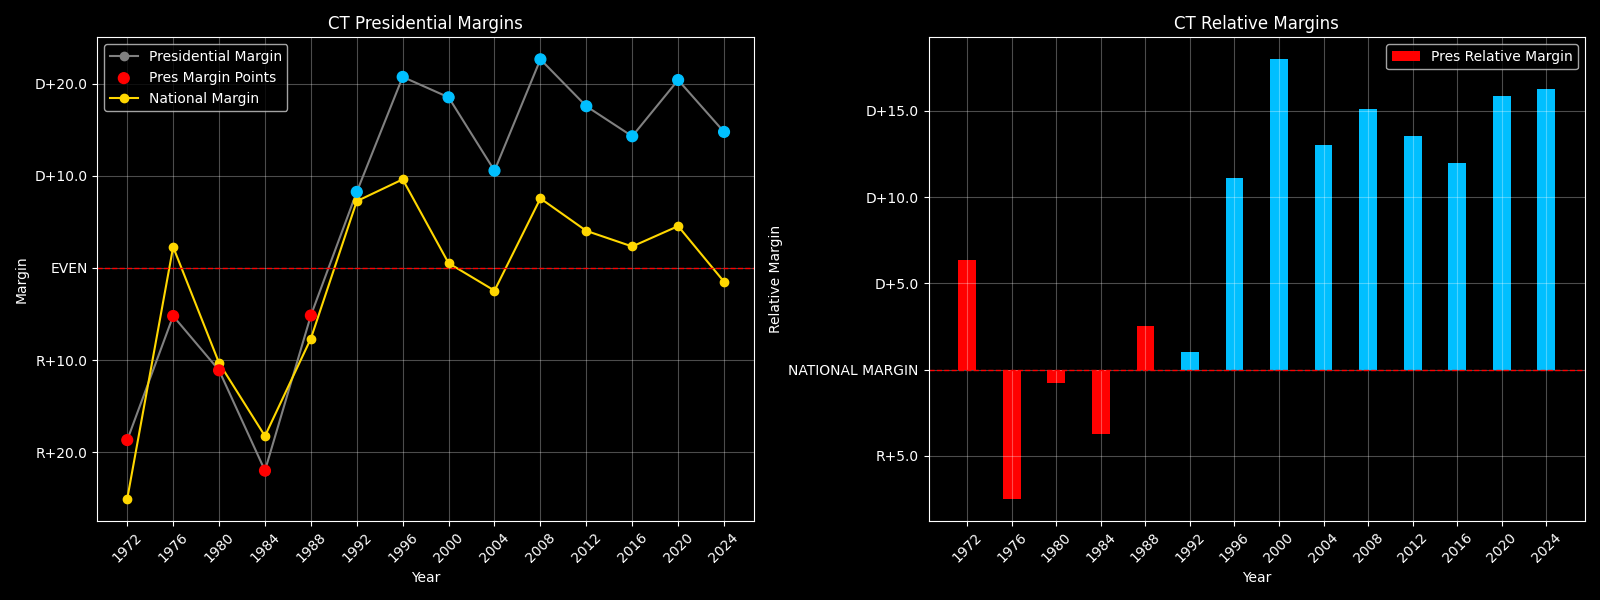 CT Presidential Margins
Presidential Margin
Pres Margin Points
National Margin
D+20.0
D+10.0
EVEN
R+10.0
R+20.0
Margin
1972
1976
1980
1984
1988
1992
1996
2000
2004
2008
2012
2016
2020
2024
Year
CT Relative Margins
Pres Relative Margin
D+15.0
D+10.0
D+5.0
NATIONAL MARGIN
R+5.0
Relative Margin
1972
1976
1980
1984
1988
1992
1996
2000
2004
2008
2012
2016
2020
2024
Year